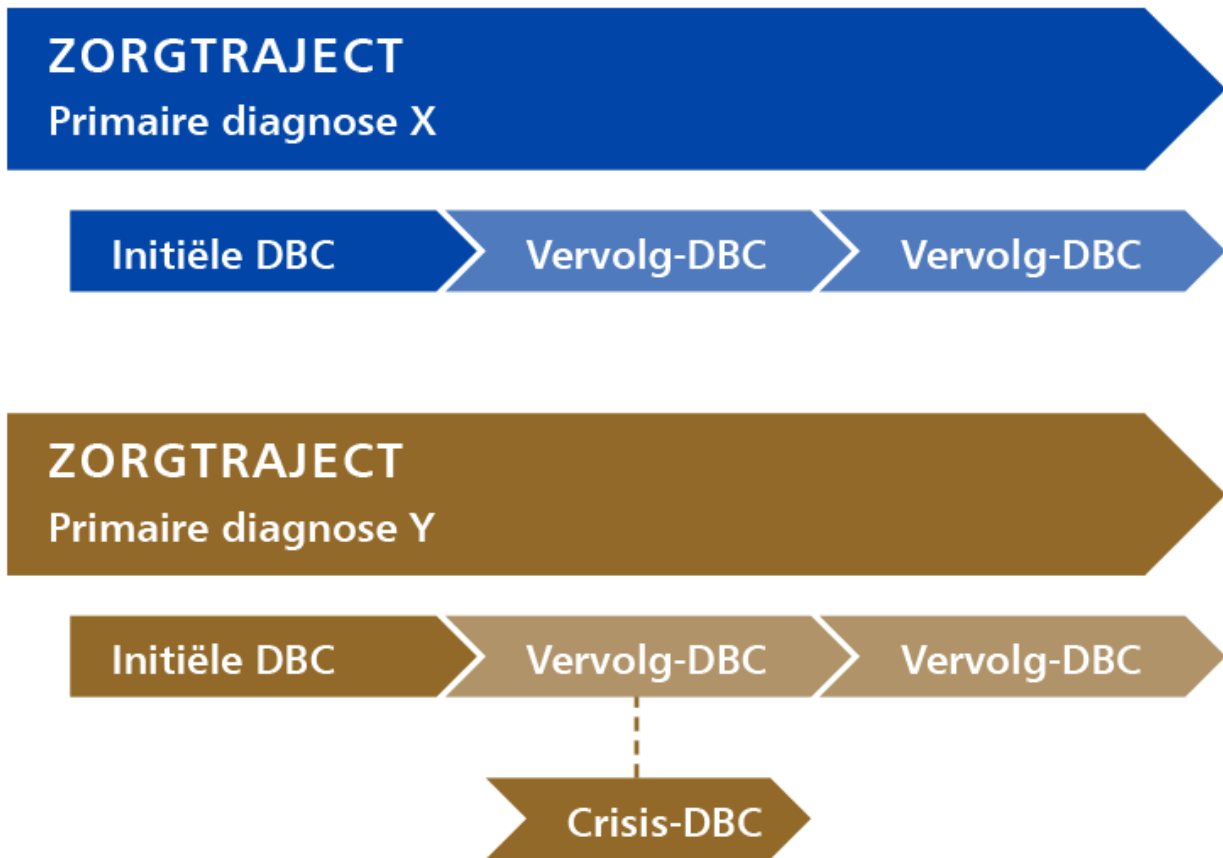 ZORGTRAJECT
Primaire diagnose X
Initiële DBC
Vervolg-DBC
Vervolg-DBC
ZORGTRAJECT
Primaire diagnose Y
Initiële DBC
Vervolg-DBC
Vervolg-DBC
Crisis-DBC